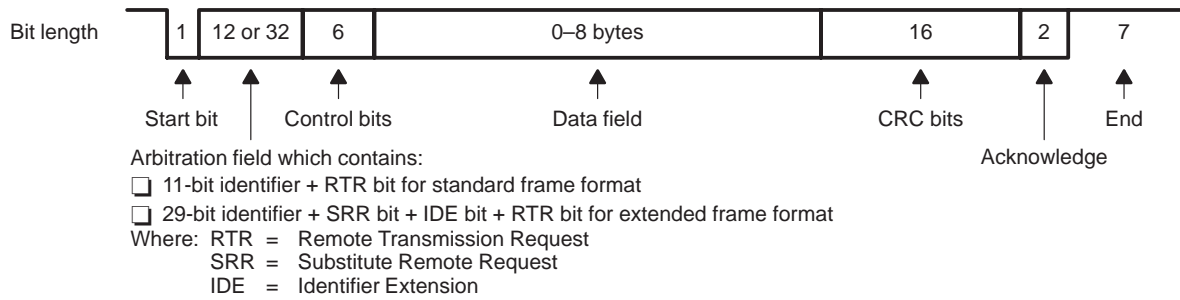 Bit length 1 12 or 32 6 0–8 bytes 16 2 7
Start bit Control bits Data field CRC bits End
Arbitration field which contains: Acknowledge
❏ 11-bit identifier + RTR bit for standard frame format
❏ 29-bit identifier + SRR bit + IDE bit + RTR bit for extended frame format
Where: RTR = Remote Transmission Request
SRR = Substitute Remote Request
IDE = Identifier Extension